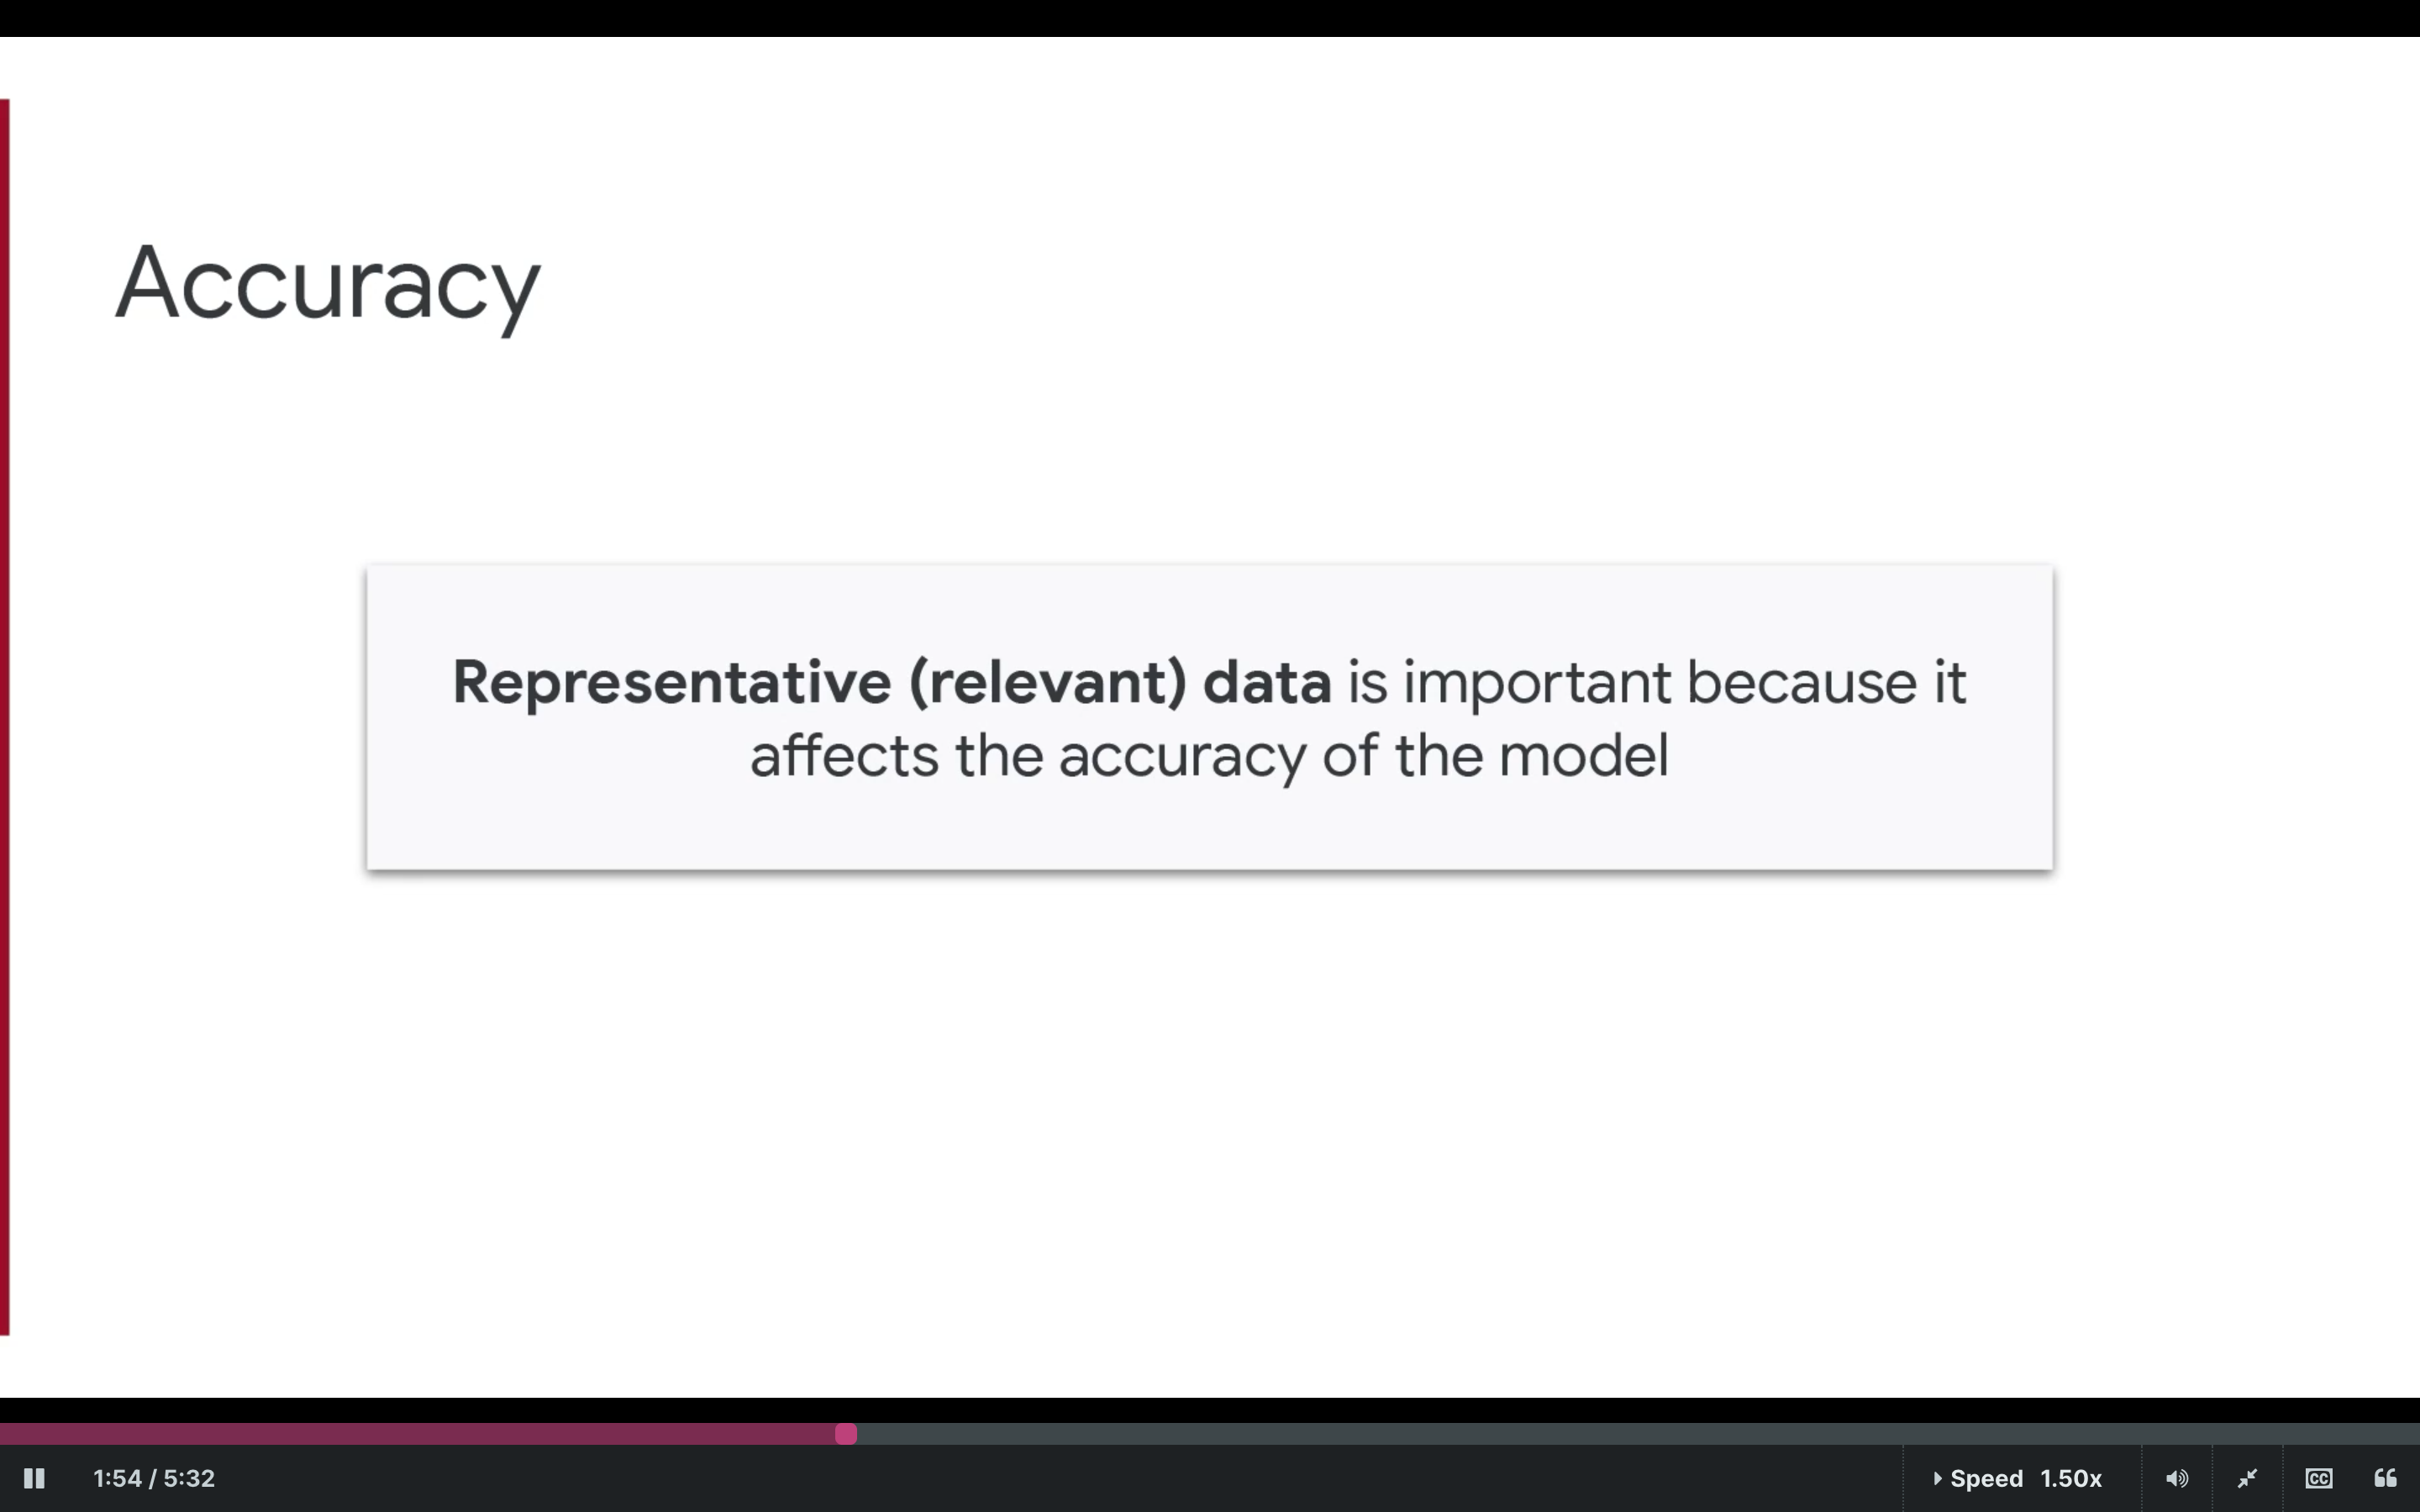 Accuracy
Representative (relevant) data is important because it
affects the accuracy of the model
1:54 / 5:32
Speed 1.50x
CC